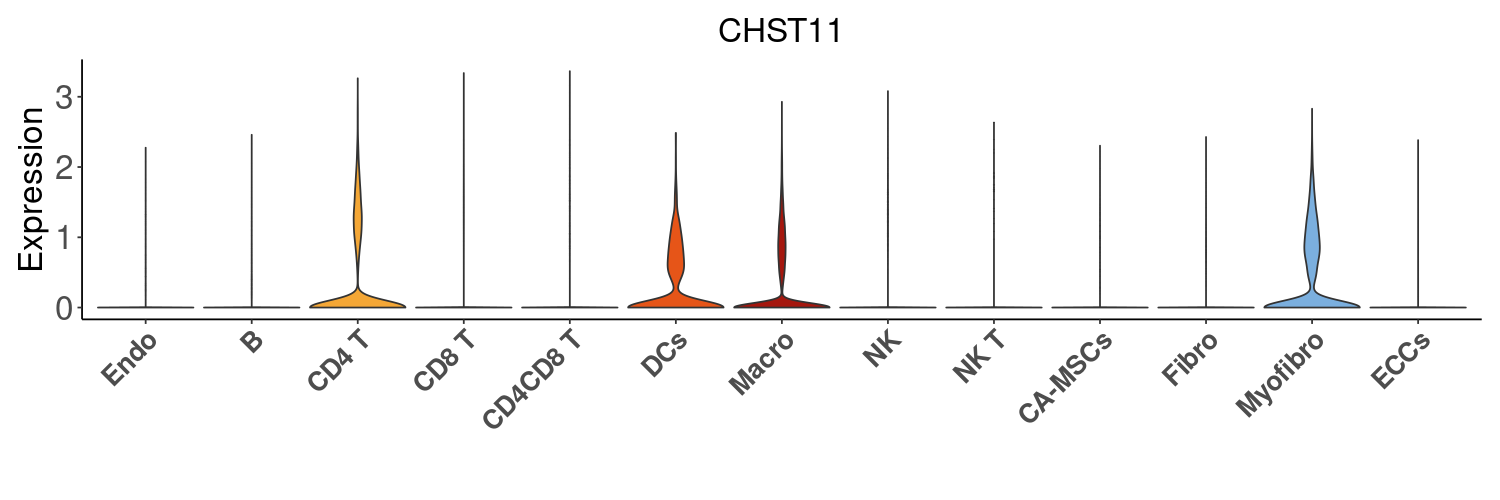 CHST11
Expression
3
2
1
0
Endo
B
CD4 T
CD8 T
CD4CD8 T
DCs
Macro
NK
NK T
CA-MSCs
Fibro
Myofibro
ECCs